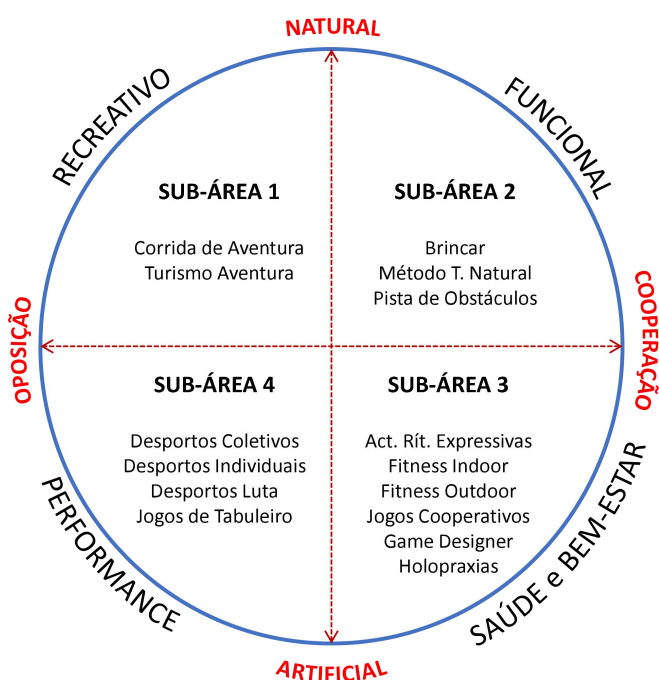 NATURAL
RECREATIVO
FUNCIONAL
SUB-ÁREA 1
Corrida de Aventura
Turismo Aventura
SUB-ÁREA 2
Brincar
Método T. Natural
Pista de Obstáculos
OPOSIÇÃO
COOPERAÇÃO
SUB-ÁREA 4
Desportos Coletivos
Desportos Individuais
Desportos Luta
Jogos de Tabuleiro
SUB-ÁREA 3
Act. Rít. Expressivas
Fitness Indoor
Fitness Outdoor
Jogos Cooperativos
Game Designer
Holopraxias
PERFORMANCE
SAÚDE e BEM-ESTAR
ARTIFICIAL